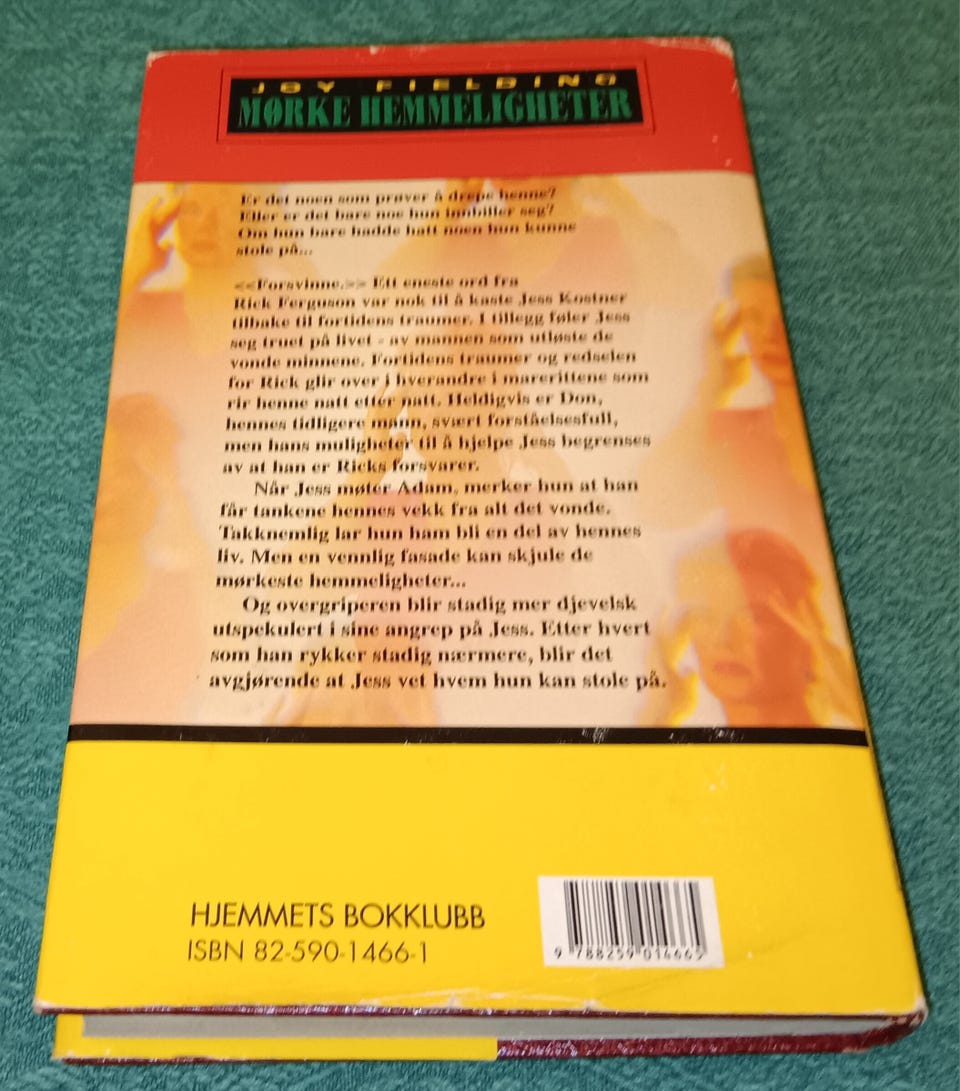 JOY FIELDING
MØRKE HEMMELIGHETER
Er det noen som prøver å drepe henne?
Eller er det bare noe hun innbiller seg?
Om hun bare hadde hatt noen hun kunne
stole på...
<<Forsvinne.>> Ett eneste ord fra
Rick Ferguson var nok til å kaste Jess Kostner
tilbake til fortidens traumer. I tillegg føler Jess
seg truet på livet - av mannen som utløste de
vonde minnene. Fortidens traumer og redselen
for Rick glir over i hverandre i marerittene som
rir henne natt etter natt. Heldigvis er Don,
hennes tidligere mann, svært forståelsesfull,
men hans muligheter til å hjelpe Jess begrenses
av at han er Ricks forsvarer.
Når Jess møter Adam, merker hun at han
får tankene hennes vekk fra alt det vonde.
Takknemlig lar hun ham bli en del av hennes
liv. Men en vennlig fasade kan skjule de
mørkeste hemmeligheter...
Og overgriperen blir stadig mer djevelsk
utspekulert i sine angrep på Jess. Etter hvert
som han rykker stadig nærmere, blir det
avgjørende at Jess vet hvem hun kan stole på.
HJEMMETS BOKKLUBB
ISBN 82-590-1466-1
9 788259 014665